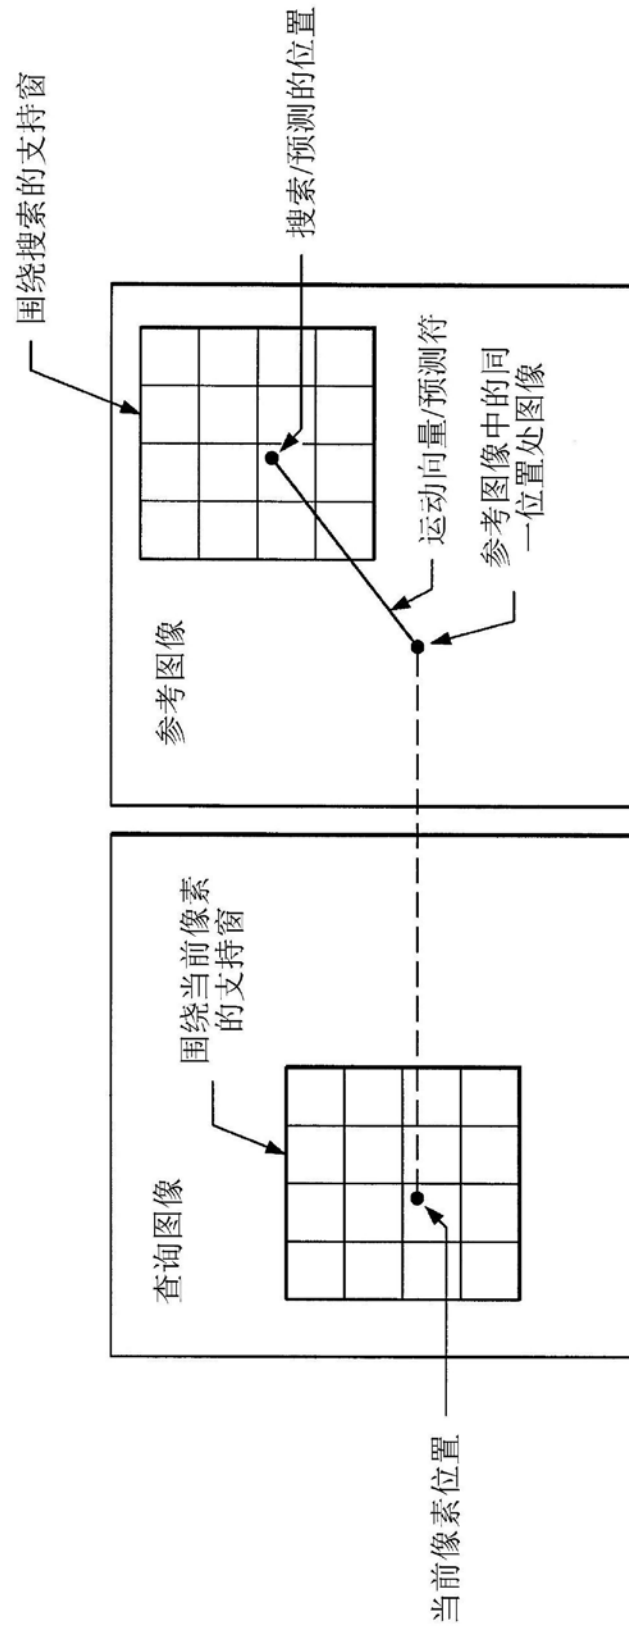 查询图像
围绕当前像素
的支持窗
当前像素位置
参考图像
围绕搜索的支持窗
搜索/预测的位置
运动向量/预测符
参考图像中的同
一位置处图像